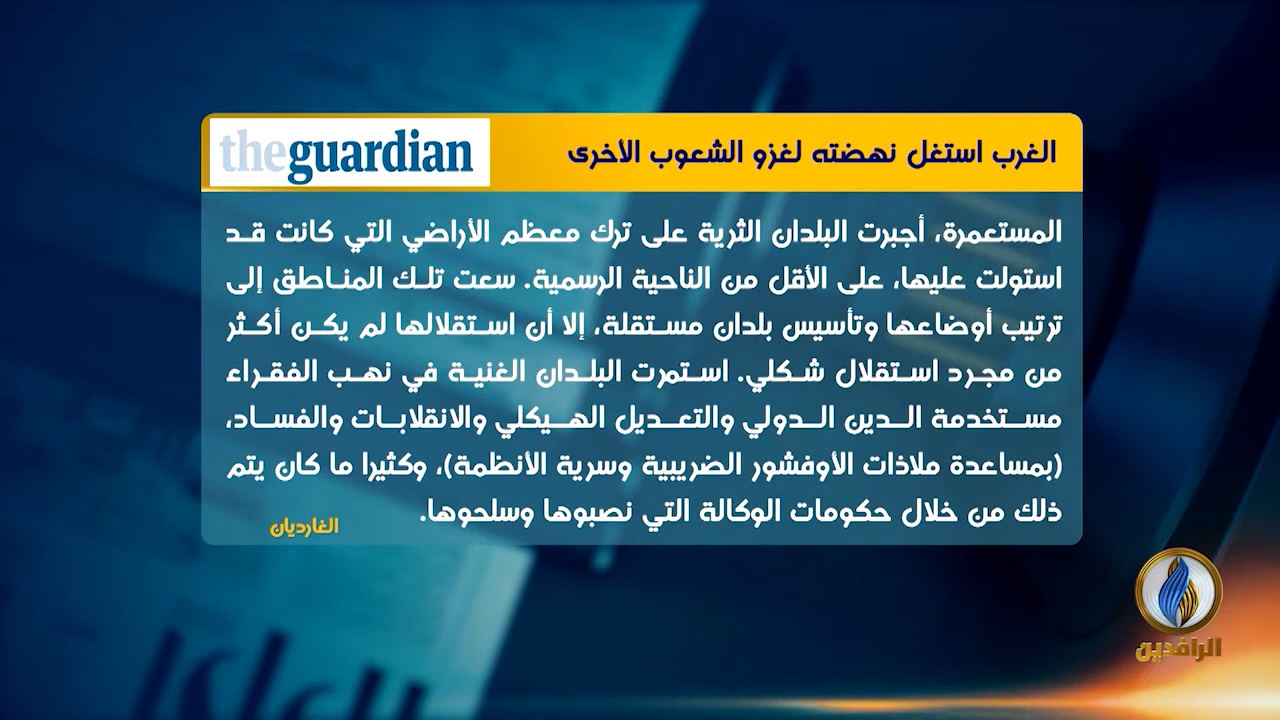 الغرب استغل نهضته لغزو الشعوب الأخرى
theguardian
المستعمرة، أجبرت البلدان الثرية على ترك معظم الأراضي التي كانت قد
استولت عليها، على الأقل من الناحية الرسمية. سعت تلك المناطق إلى
ترتيب أوضاعها وتأسيس بلدان مستقلة، إلا أن استقلالها لم يكن أكثر
من مجرد استقلال شكلي. استمرت البلدان الغنية في نهب الفقراء
مستخدمة الدين الدولي والتعديل الهيكلي والانقلابات والفساد،
(بمساعدة ملاذات الأوفشور الضريبية وسرية الأنظمة)، وكثيرا ما كان يتم
ذلك من خلال حكومات الوكالة التي نصبوها وسلحوها.
الغارديان
الرافدين